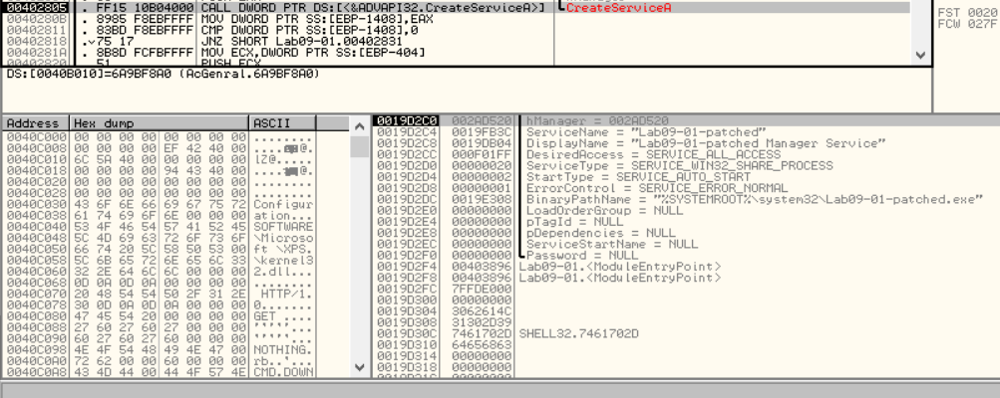 00402805 . FF15 10B04000 CALL DWORD PTR DS:[<&ADVAPI32.CreateServiceA>] CreateServiceA
0040280B . 8985 F8EBFFFF MOV DWORD PTR SS:[EBP-1408],EAX
00402811 . 83BD F8EBFFFF CMP DWORD PTR SS:[EBP-1408],0
00402818 . 75 17 JNZ SHORT Lab09-01.00402831
0040281A . 8B8D FCFBFFFF MOV ECX,DWORD PTR SS:[EBP-404]
51 PUSH ECX
FST 0020
FCW 027F
DS:[0040B010]=6A9BF8A0 (AcGenral.6A9BF8A0)
Address Hex dump ASCII
0040C000 00 00 00 00 00 00 00 00 ........
0040C008 00 00 00 00 EF 42 40 00 @.
0040C010 6C 5A 40 00 00 00 00 00 lZ@.....
0040C018 00 00 00 00 94 43 40 00 @.
0040C020 00 00 00 00 00 00 00 00 ........
0040C028 00 00 00 00 00 00 00 00 ........
0040C030 43 6F 6E 66 69 67 75 72 Configur
0040C038 61 74 69 6F 6E 00 00 00 ation...
0040C040 53 4F 46 54 57 41 52 45 SOFTWARE
0040C048 5C 4D 69 63 72 6F 73 6F \Microso
0040C050 66 74 20 5C 58 50 53 00 ft \XPS.
0040C058 5C 6B 65 72 6E 65 6C 33 \kernel3
0040C060 32 2E 64 6C 6C 00 00 00 2.dll...
0040C068 0D 0A 0D 0A 00 00 00 00 ........
0040C070 20 48 54 54 50 2F 31 2E HTTP/1.
0040C078 30 0D 0A 0D 0A 00 00 00 0.......
0040C080 47 45 54 20 00 00 00 00 GET ....
0040C088 27 60 27 60 27 00 00 00 '`'`'...
0040C090 60 27 60 27 60 00 00 00 `'`'`...
0040C098 4E 4F 54 48 49 4E 47 00 NOTHING.
0040C0A0 72 62 00 00 60 00 00 00 rb..`...
0040C0A8 43 4D 44 00 44 4F 57 4E CMD.DOWN
0019D2C0 002AD520 hManager = 002AD520
0019D2C4 0019FB3C ServiceName = "Lab09-01-patched"
0019D2C8 0019DB04 DisplayName = "Lab09-01-patched Manager Service"
0019D2CC 000F01FF DesiredAccess = SERVICE_ALL_ACCESS
0019D2D0 00000020 ServiceType = SERVICE_WIN32_SHARE_PROCESS
0019D2D4 00000002 StartType = SERVICE_AUTO_START
0019D2D8 00000001 ErrorControl = SERVICE_ERROR_NORMAL
0019D2DC 0019E308 BinaryPathName = "%SYSTEMROOT%\system32\Lab09-01-patched.exe"
0019D2E0 00000000 LoadOrderGroup = NULL
0019D2E4 00000000 pTagId = NULL
0019D2E8 00000000 pDependencies = NULL
0019D2EC 00000000 ServiceStartName = NULL
0019D2F0 00000000 Password = NULL
0019D2F4 00403896 Lab09-01.<ModuleEntryPoint>
0019D2F8 00403896 Lab09-01.<ModuleEntryPoint>
0019D2FC 7FFDE000
0019D300 00000000
0019D304 3062614C
0019D308 31302D39
0019D30C 7461702D SHELL32.7461702D
0019D310 64656863
0019D314 00000000
0019D318 00000000